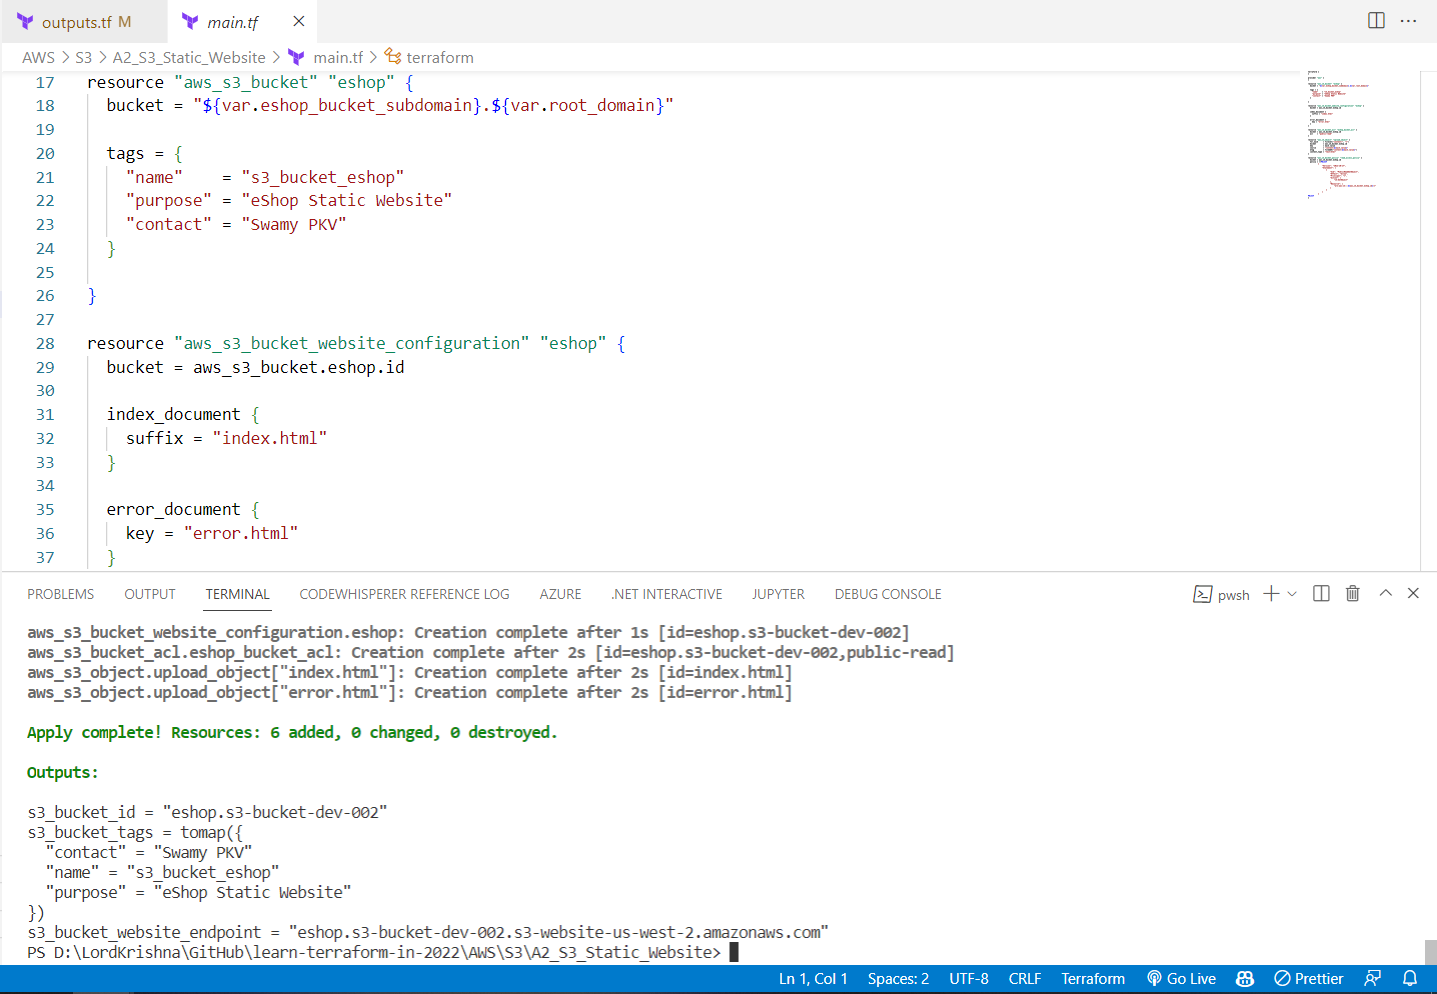 outputs.tf M main.tf
AWS > S3 > A2_S3_Static_Website > main.tf > terraform
17 resource "aws_s3_bucket" "eshop" {
18 bucket = "${var.eshop_bucket_subdomain}.${var.root_domain}"
19
20 tags = {
21 "name"    = "s3_bucket_eshop"
22 "purpose" = "eShop Static Website"
23 "contact" = "Swamy PKV"
24 }
25
26 }
27
28 resource "aws_s3_bucket_website_configuration" "eshop" {
29 bucket = aws_s3_bucket.eshop.id
30
31 index_document {
32 suffix = "index.html"
33 }
34
35 error_document {
36 key = "error.html"
37 }
PROBLEMS OUTPUT TERMINAL CODEWHISPERER REFERENCE LOG AZURE .NET INTERACTIVE JUPYTER DEBUG CONSOLE pwsh
aws_s3_bucket_website_configuration.eshop: Creation complete after 1s [id=eshop.s3-bucket-dev-002]
aws_s3_bucket_acl.eshop_bucket_acl: Creation complete after 2s [id=eshop.s3-bucket-dev-002,public-read]
aws_s3_object.upload_object["index.html"]: Creation complete after 2s [id=index.html]
aws_s3_object.upload_object["error.html"]: Creation complete after 2s [id=error.html]
Apply complete! Resources: 6 added, 0 changed, 0 destroyed.
Outputs:
s3_bucket_id = "eshop.s3-bucket-dev-002"
s3_bucket_tags = tomap({
"contact" = "Swamy PKV"
"name" = "s3_bucket_eshop"
"purpose" = "eShop Static Website"
})
s3_bucket_website_endpoint = "eshop.s3-bucket-dev-002.s3-website-us-west-2.amazonaws.com"
PS D:\LordKrishna\GitHub\learn-terraform-in-2022\AWS\S3\A2_S3_Static_Website>
Ln 1, Col 1 Spaces: 2 UTF-8 CRLF Terraform Go Live Prettier